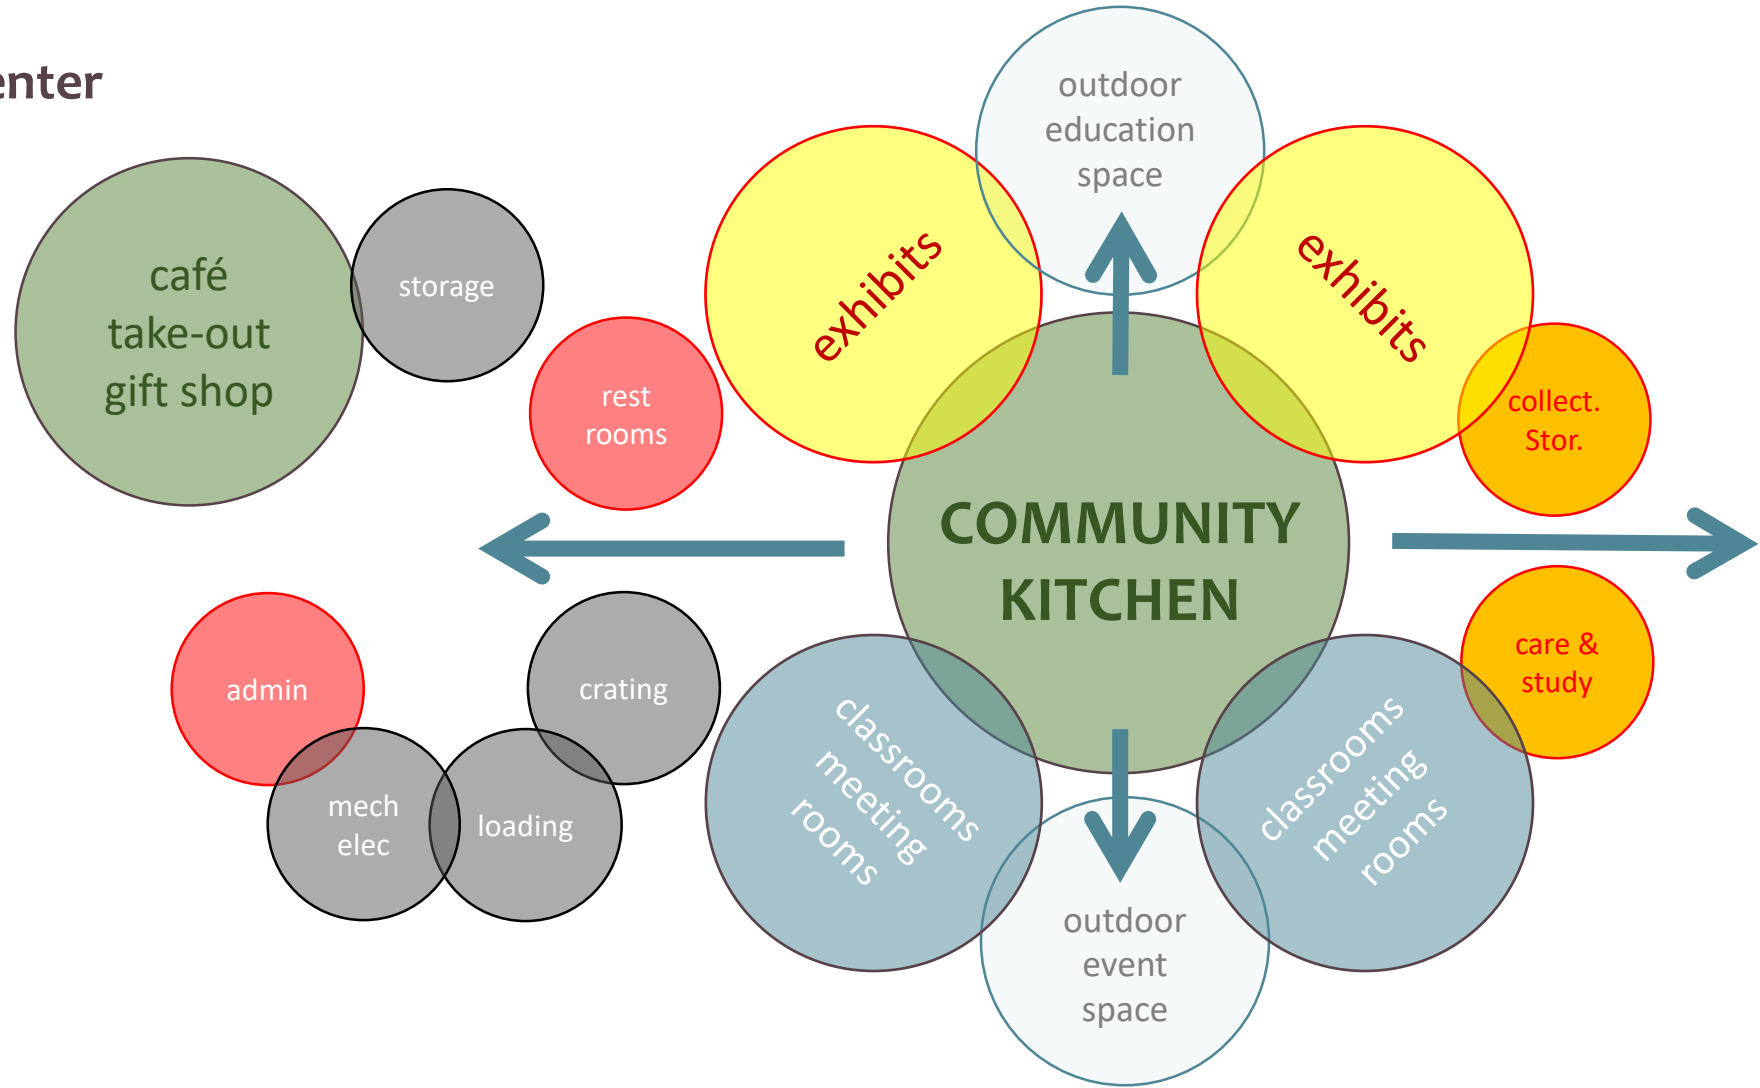 enter
outdoor
education
space
café
take-out
gift shop
storage
exhibits
exhibits
rest
rooms
collect.
Stor.
COMMUNITY
KITCHEN
admin
crating
care &
study
mech
elec
loading
classrooms
meeting
rooms
classrooms
meeting
rooms
outdoor
event
space